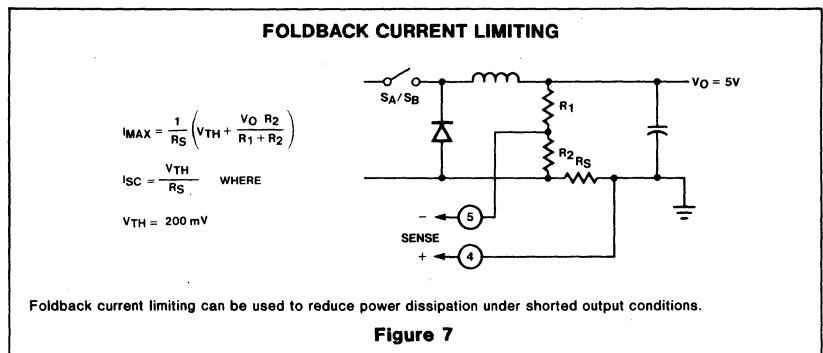 FOLDBACK CURRENT LIMITING
IMAX = 1/RS (VTH + VO R2/R1 + R2)
ISC = VTH/RS WHERE
VTH = 200 mV
SA/SB
VO = 5V
R1
R2
RS
− 5
SENSE
+ 4
Foldback current limiting can be used to reduce power dissipation under shorted output conditions.
Figure 7